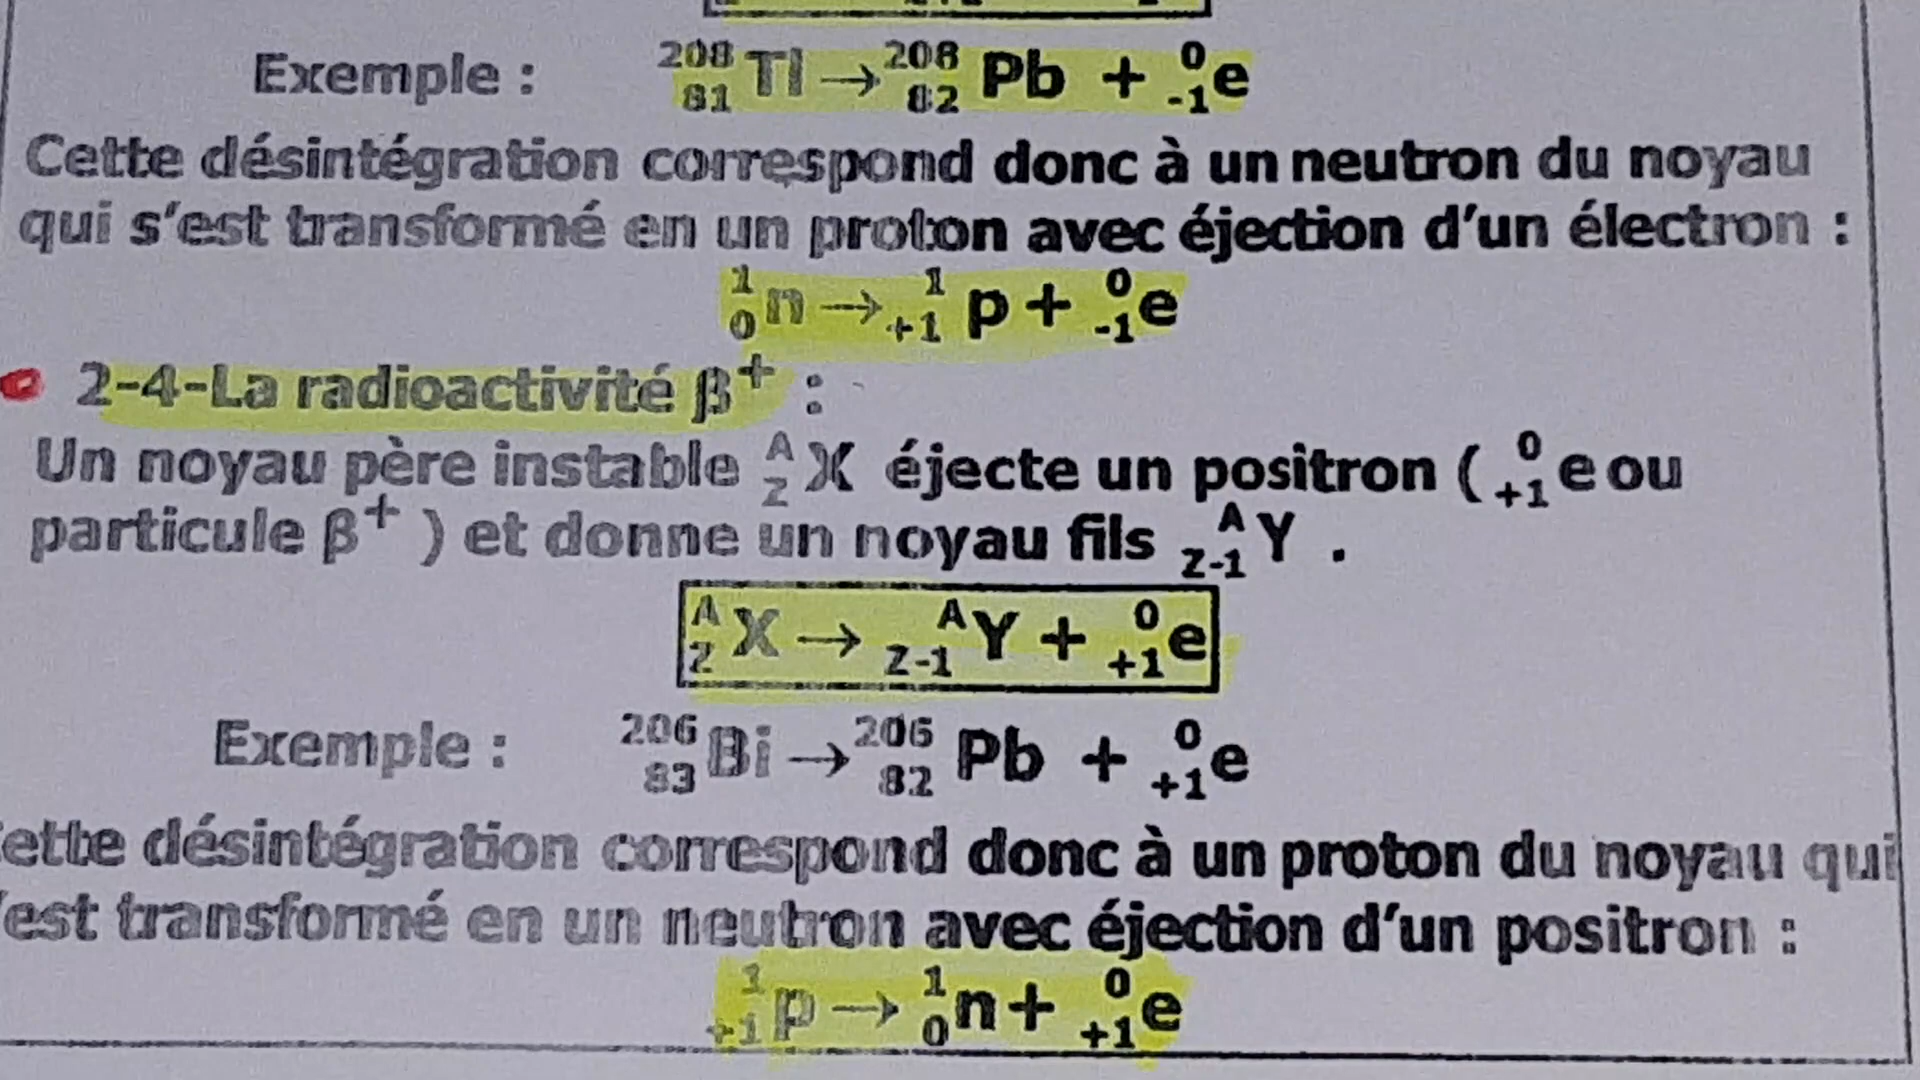 Exemple : ²⁰⁸₈₁Tl → ²⁰⁸₈₂Pb + ⁰₋₁e
Cette désintégration correspond donc à un neutron du noyau
qui s'est transformé en un proton avec éjection d'un électron :
¹₀n → ¹₊₁p + ⁰₋₁e
2-4-La radioactivité β⁺ :
Un noyau père instable ᴬ_Z X éjecte un positron ( ⁰₊₁e ou
particule β⁺ ) et donne un noyau fils ᴬ_Z-1 Y .
ᴬ_Z X → ᴬ_Z-1 Y + ⁰₊₁e
Exemple : ²⁰⁶₈₃Bi → ²⁰⁶₈₂Pb + ⁰₊₁e
ette désintégration correspond donc à un proton du noyau qui
'est transformé en un neutron avec éjection d'un positron :
¹₊₁p → ¹₀n + ⁰₊₁e